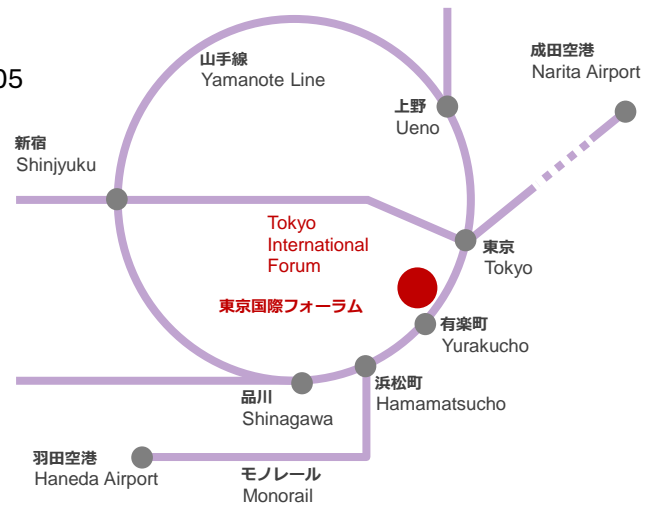 山手線
Yamanote Line
成田空港
Narita Airport
05
上野
Ueno
新宿
Shinjyuku
Tokyo
International
Forum
東京国際フォーラム
東京
Tokyo
有楽町
Yurakucho
浜松町
Hamamatsucho
品川
Shinagawa
羽田空港
Haneda Airport
モノレール
Monorail